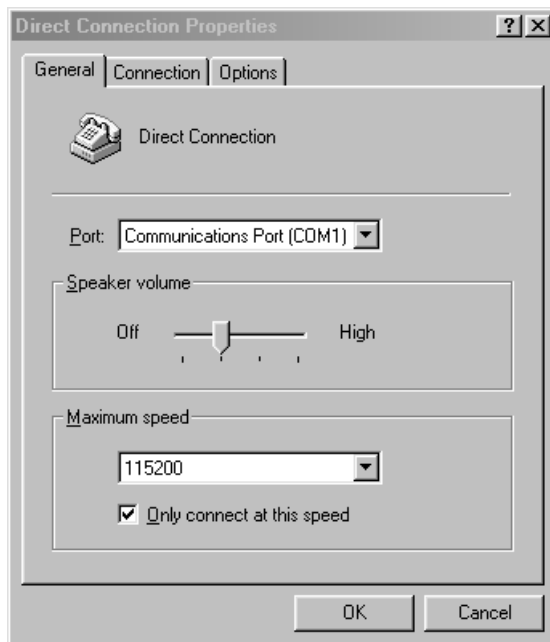 Direct Connection Properties
General Connection Options
Direct Connection
Port: Communications Port (COM1)
Speaker volume
Off High
Maximum speed
115200
Only connect at this speed
OK Cancel